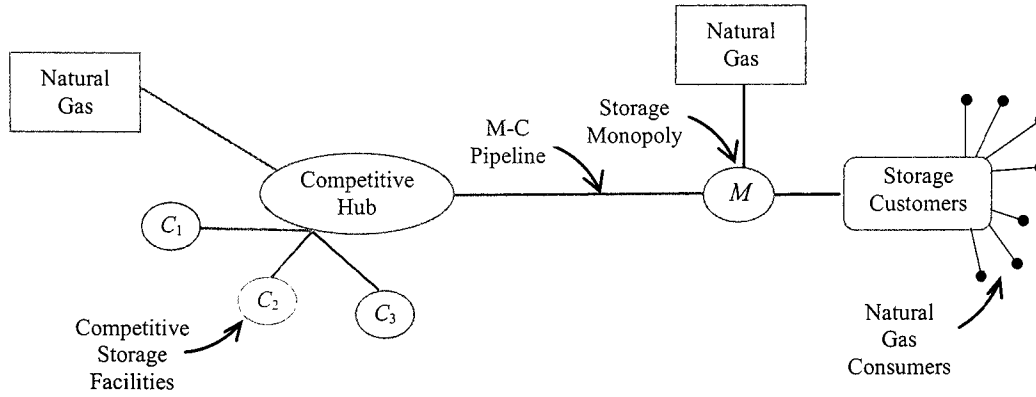 Natural
Gas
Natural
Gas
Storage
Monopoly
M-C
Pipeline
Competitive
Hub
M
Storage
Customers
C1
C2
C3
Competitive
Storage
Facilities
Natural
Gas
Consumers